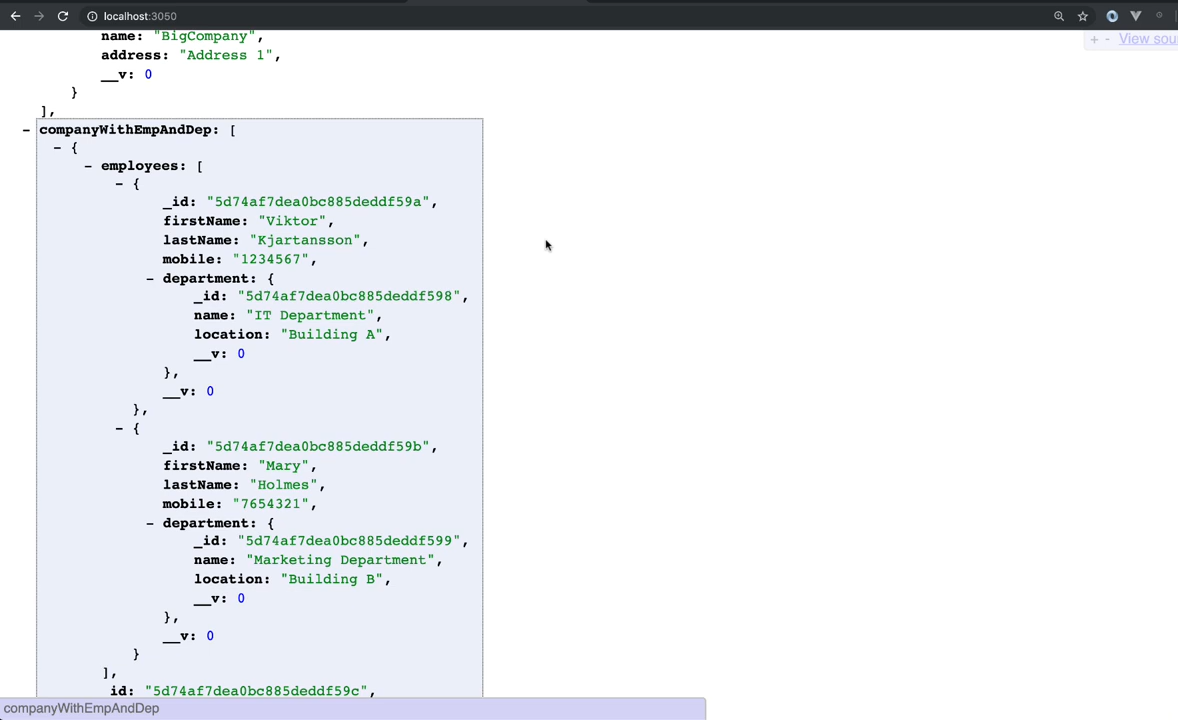 localhost:3050
name: "BigCompany",
+ - View sou
address: "Address 1",
__v: 0
}
],
– companyWithEmpAndDep: [
– {
– employees: [
– {
_id: "5d74af7dea0bc885deddf59a",
firstName: "Viktor",
lastName: "Kjartansson",
mobile: "1234567",
– department: {
_id: "5d74af7dea0bc885deddf598",
name: "IT Department",
location: "Building A",
__v: 0
},
__v: 0
},
– {
_id: "5d74af7dea0bc885deddf59b",
firstName: "Mary",
lastName: "Holmes",
mobile: "7654321",
– department: {
_id: "5d74af7dea0bc885deddf599",
name: "Marketing Department",
location: "Building B",
__v: 0
},
__v: 0
}
],
_id: "5d74af7dea0bc885deddf59c",
companyWithEmpAndDep